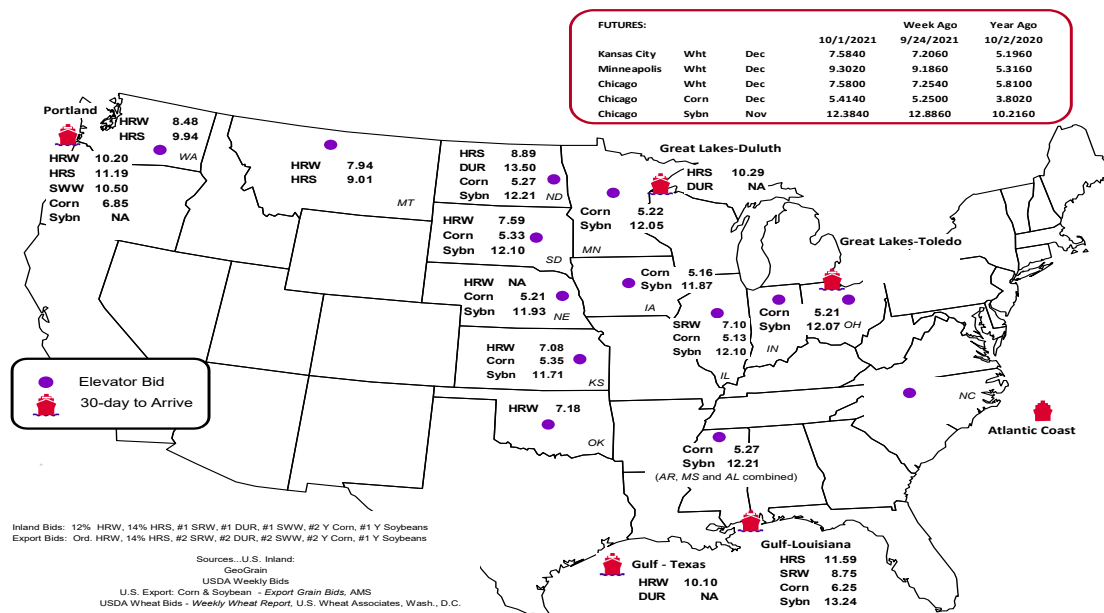 FUTURES: Week Ago Year Ago
10/1/2021 9/24/2021 10/2/2020
Kansas City Wht Dec 7.5840 7.2060 5.1960
Minneapolis Wht Dec 9.3020 9.1860 5.3160
Chicago Wht Dec 7.5800 7.2540 5.8100
Chicago Corn Dec 5.4140 5.2500 3.8020
Chicago Sybn Nov 12.3840 12.8860 10.2160
Portland
HRW 10.20
HRS 11.19
SWW 10.50
Corn 6.85
Sybn NA
HRW 8.48
HRS 9.94
WA
HRW 7.94
HRS 9.01
MT
HRS 8.89
DUR 13.50
Corn 5.27
Sybn 12.21
ND
HRW 7.59
Corn 5.33
Sybn 12.10
SD
HRW NA
Corn 5.21
Sybn 11.93
NE
HRW 7.08
Corn 5.35
Sybn 11.71
KS
HRW 7.18
OK
Great Lakes-Duluth
HRS 10.29
DUR NA
Corn 5.22
Sybn 12.05
MN
Corn 5.16
Sybn 11.87
IA
SRW 7.10
Corn 5.13
Sybn 12.10
IL
Great Lakes-Toledo
Corn 5.21
Sybn 12.07
IN
OH
NC
Atlantic Coast
Corn 5.27
Sybn 12.21
(AR, MS and AL combined)
Gulf-Louisiana
HRS 11.59
SRW 8.75
Corn 6.25
Sybn 13.24
Gulf - Texas
HRW 10.10
DUR NA
Elevator Bid
30-day to Arrive
Inland Bids: 12% HRW, 14% HRS, #1 SRW, #1 DUR, #1 SWW, #2 Y Corn, #1 Y Soybeans
Export Bids: Ord. HRW, 14% HRS, #2 SRW, #2 DUR, #2 SWW, #2 Y Corn, #1 Y Soybeans
Sources...U.S. Inland:
GeoGrain
USDA Weekly Bids
U.S. Export: Corn & Soybean - Export Grain Bids, AMS
USDA Wheat Bids - Weekly Wheat Report, U.S. Wheat Associates, Wash., D.C.